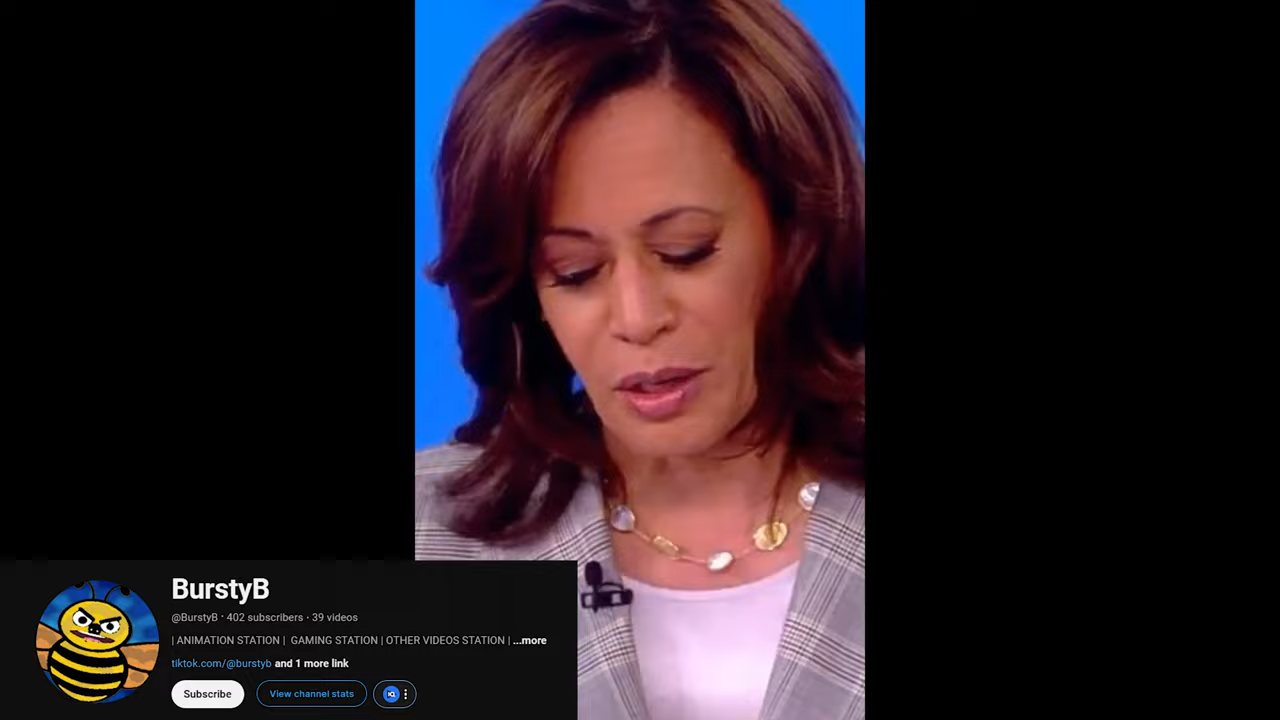 BurstyB
@BurstyB · 402 subscribers · 39 videos
| ANIMATION STATION | GAMING STATION | OTHER VIDEOS STATION | ...more
tiktok.com/@burstyb and 1 more link
Subscribe
View channel stats